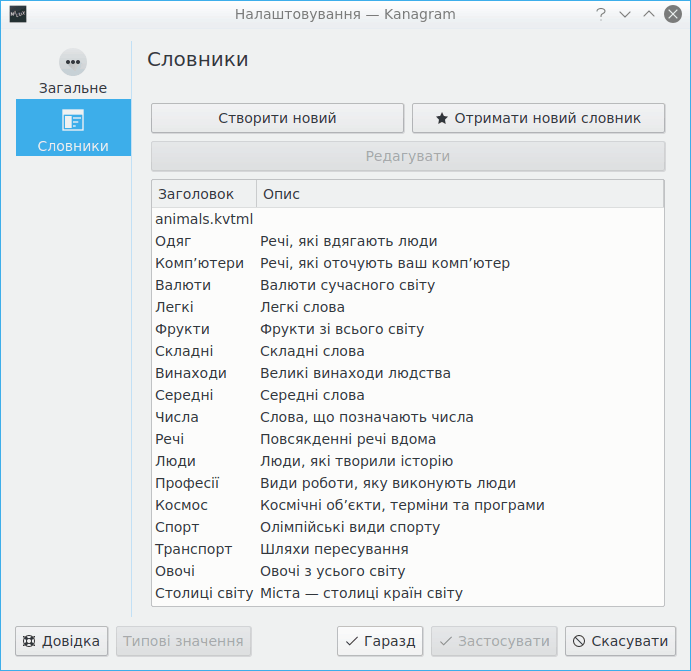 Налаштовування — Kanagram
Загальне
Словники
Словники
Створити новий
Отримати новий словник
Редагувати
Заголовок Опис
animals.kvtml
Одяг Речі, які вдягають люди
Комп’ютери Речі, які оточують ваш комп’ютер
Валюти Валюти сучасного світу
Легкі Легкі слова
Фрукти Фрукти зі всього світу
Складні Складні слова
Винаходи Великі винаходи людства
Середні Середні слова
Числа Слова, що позначають числа
Речі Повсякденні речі вдома
Люди Люди, які творили історію
Професії Види роботи, яку виконують люди
Космос Космічні об’єкти, терміни та програми
Спорт Олімпійські види спорту
Транспорт Шляхи пересування
Овочі Овочі з усього світу
Столиці світу Міста — столиці країн світу
Довідка Типові значення Гаразд Застосувати Скасувати